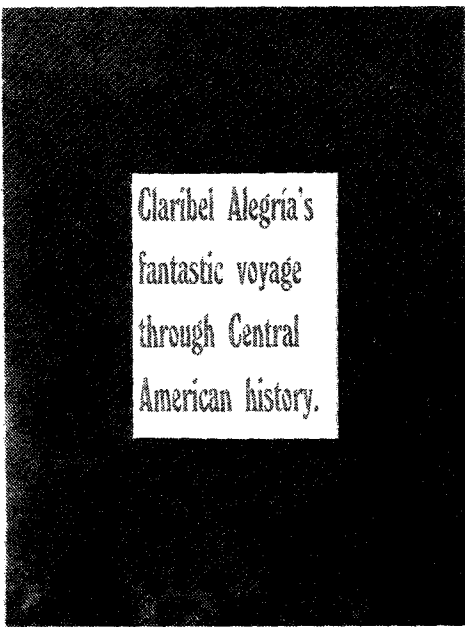 Claribel Alegría's
fantastic voyage
through Central
American history.